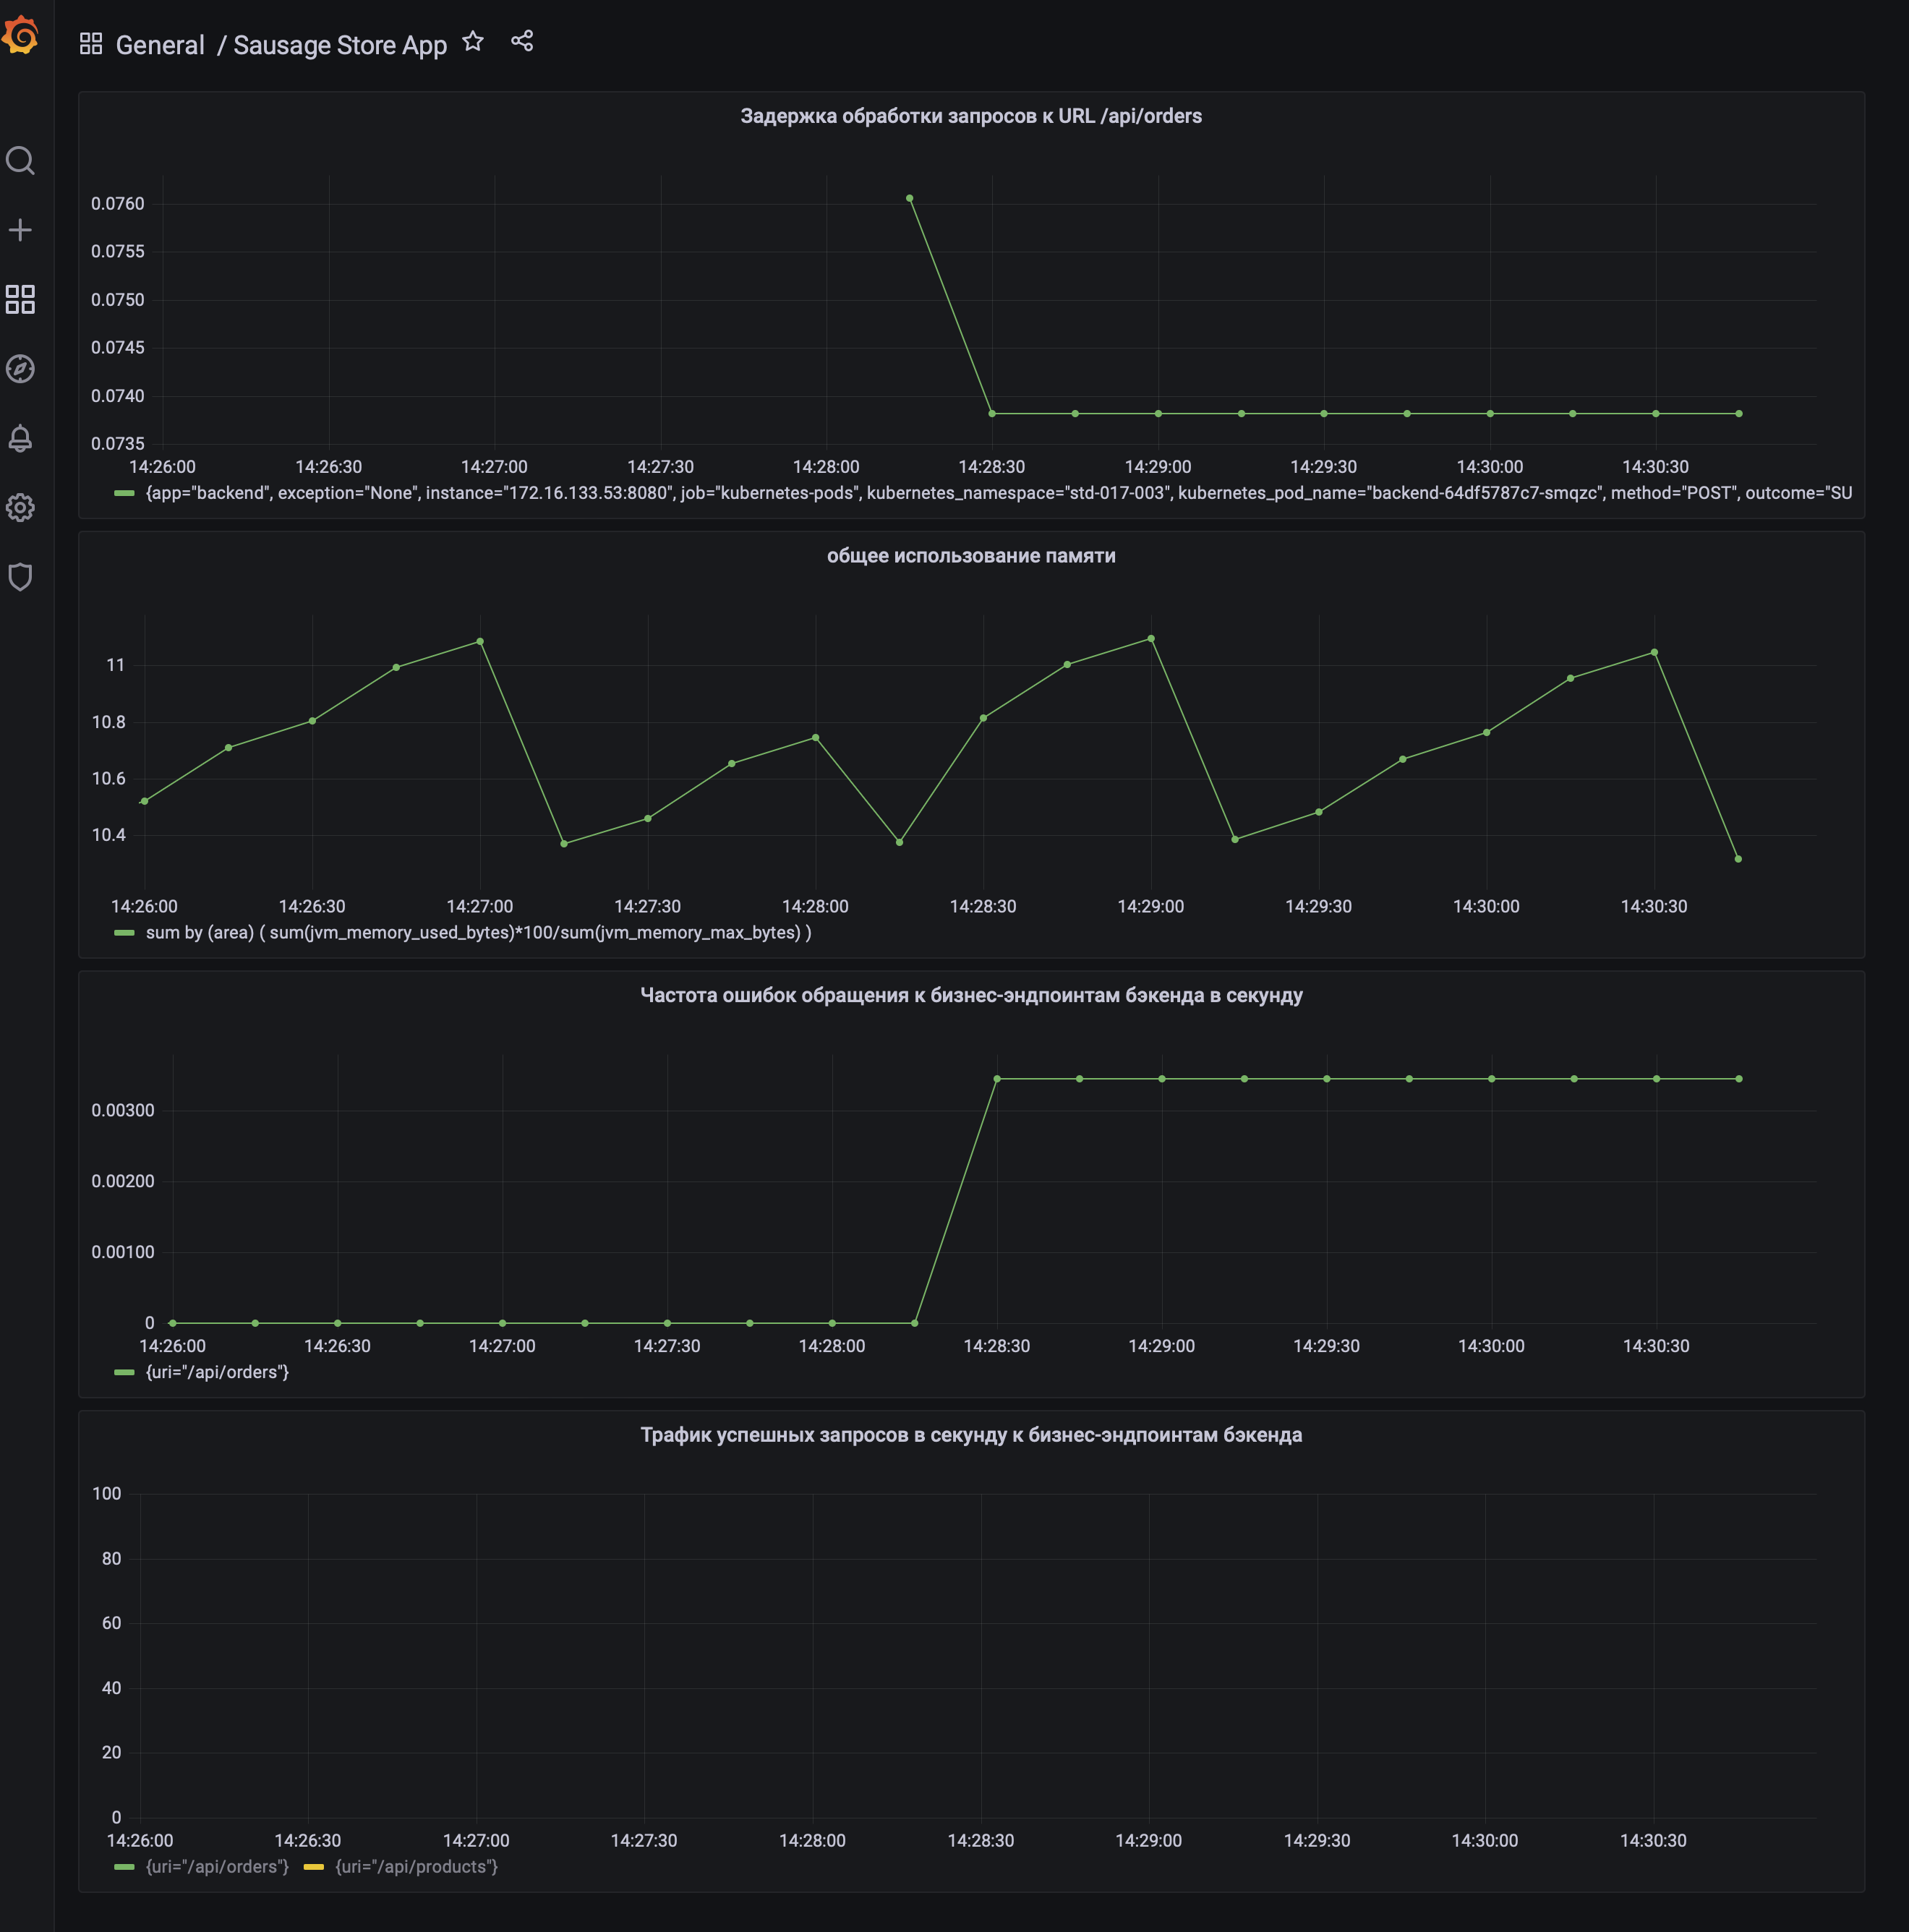 General / Sausage Store App
Задержка обработки запросов к URL /api/orders
0.0760
0.0755
0.0750
0.0745
0.0740
0.0735
14:26:00 14:26:30 14:27:00 14:27:30 14:28:00 14:28:30 14:29:00 14:29:30 14:30:00 14:30:30
{app="backend", exception="None", instance="172.16.133.53:8080", job="kubernetes-pods", kubernetes_namespace="std-017-003", kubernetes_pod_name="backend-64df5787c7-smqzc", method="POST", outcome="SU
общее использование памяти
11
10.8
10.6
10.4
14:26:00 14:26:30 14:27:00 14:27:30 14:28:00 14:28:30 14:29:00 14:29:30 14:30:00 14:30:30
sum by (area) ( sum(jvm_memory_used_bytes)*100/sum(jvm_memory_max_bytes) )
Частота ошибок обращения к бизнес-эндпоинтам бэкенда в секунду
0.00300
0.00200
0.00100
0
14:26:00 14:26:30 14:27:00 14:27:30 14:28:00 14:28:30 14:29:00 14:29:30 14:30:00 14:30:30
{uri="/api/orders"}
Трафик успешных запросов в секунду к бизнес-эндпоинтам бэкенда
100
80
60
40
20
0
14:26:00 14:26:30 14:27:00 14:27:30 14:28:00 14:28:30 14:29:00 14:29:30 14:30:00 14:30:30
{uri="/api/orders"} {uri="/api/products"}